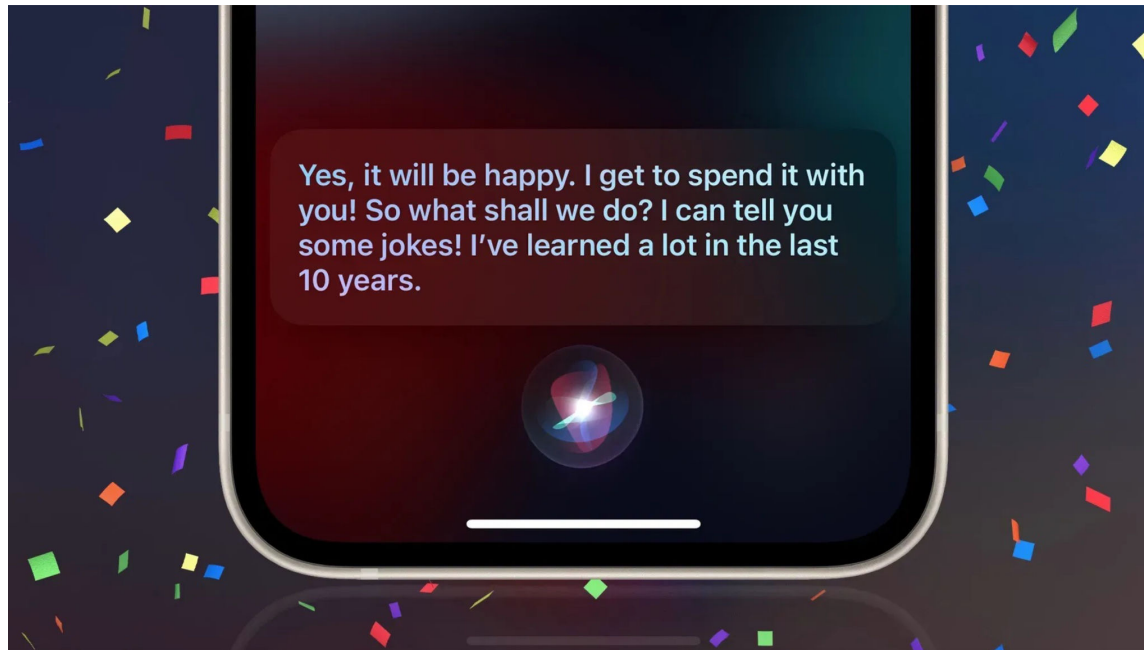 Yes, it will be happy. I get to spend it with
you! So what shall we do? I can tell you
some jokes! I’ve learned a lot in the last
10 years.